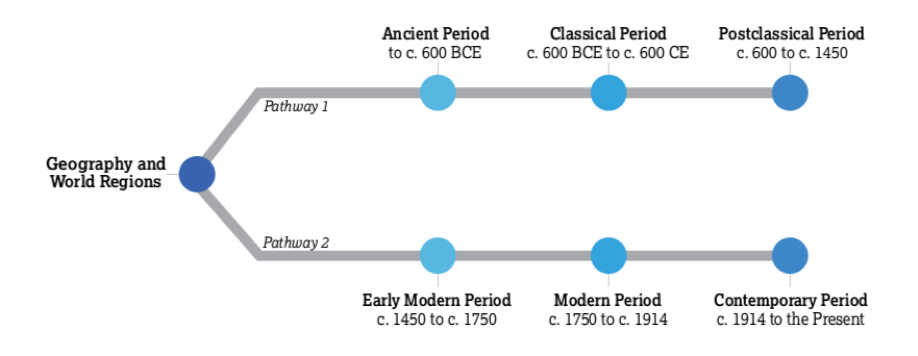 Ancient Period
to c. 600 BCE
Classical Period
c. 600 BCE to c. 600 CE
Postclassical Period
c. 600 to c. 1450
Pathway 1
Geography and
World Regions
Pathway 2
Early Modern Period
c. 1450 to c. 1750
Modern Period
c. 1750 to c. 1914
Contemporary Period
c. 1914 to the Present